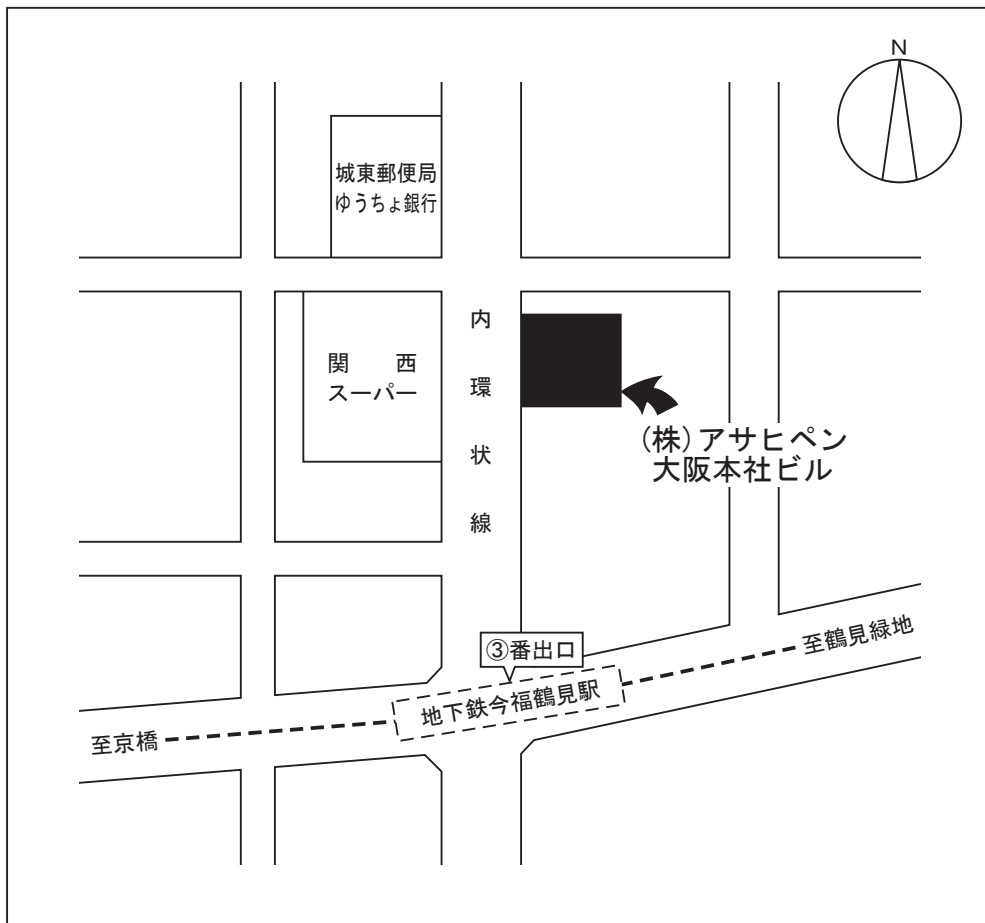 N
城東郵便局
ゆうちょ銀行
内環状線
関　西
スーパー
(株)アサヒペン
大阪本社ビル
③番出口
至鶴見緑地
地下鉄今福鶴見駅
至京橋